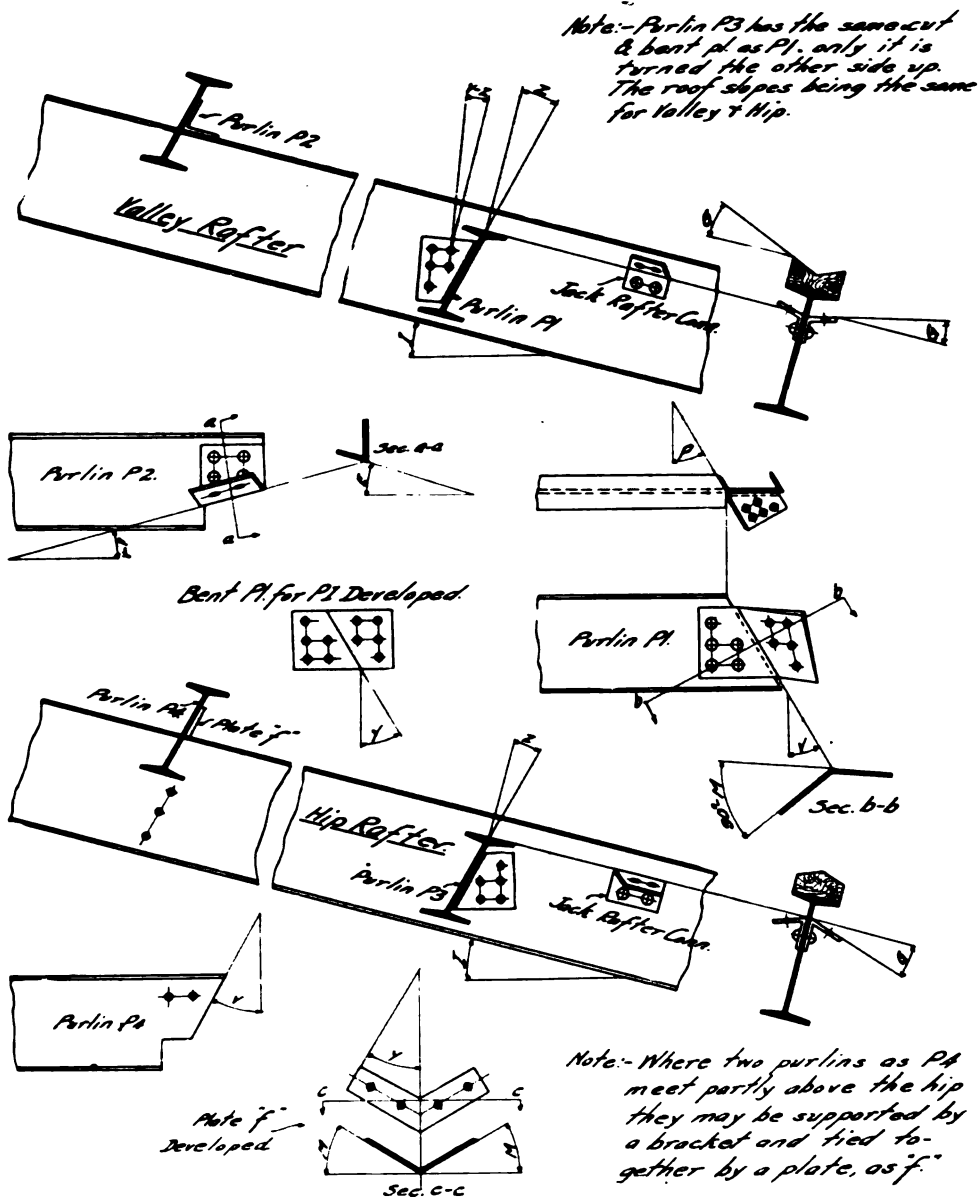 Note:- Purlin P3 has the same cut
& bent pl. as P1. only it is
turned the other side up.
The roof slopes being the same
for Valley & Hip.
Purlin P2
Valley Rafter
Z
Jack Rafter Conn.
Purlin P1
a
Sec. a-a
Purlin P2.
a
P
Bent Pl. for P1 Developed.
b
Purlin P1.
b
Y
Y
Sec. b-b
90-M
Purlin P4
Plate "f"
Z
Hip Rafter.
Purlin P3
Jack Rafter Conn.
Y
Purlin P4
Y
C C
Plate "f"
Developed
M M
Sec. c-c
Note:- Where two purlins as P4
meet partly above the hip
they may be supported by
a bracket and tied to-
gether by a plate, as "f."